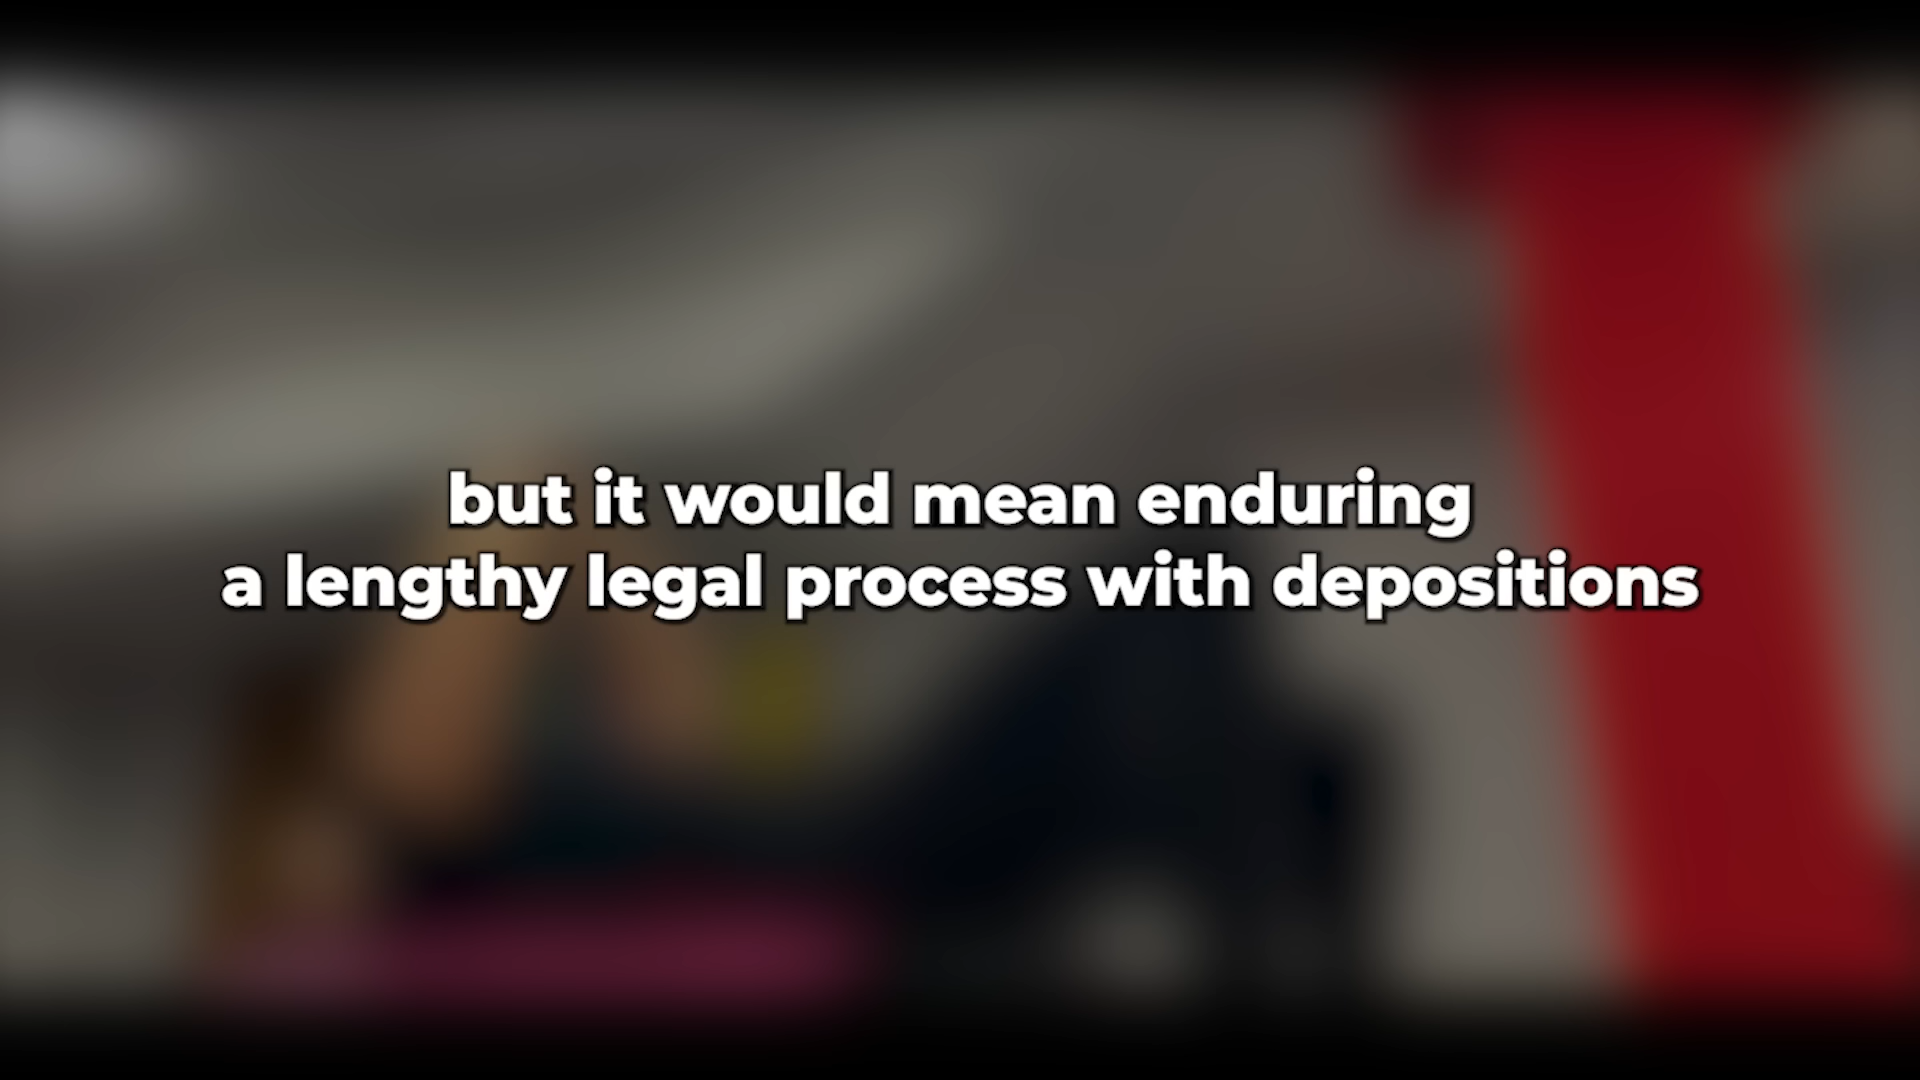 but it would mean enduring
a lengthy legal process with depositions